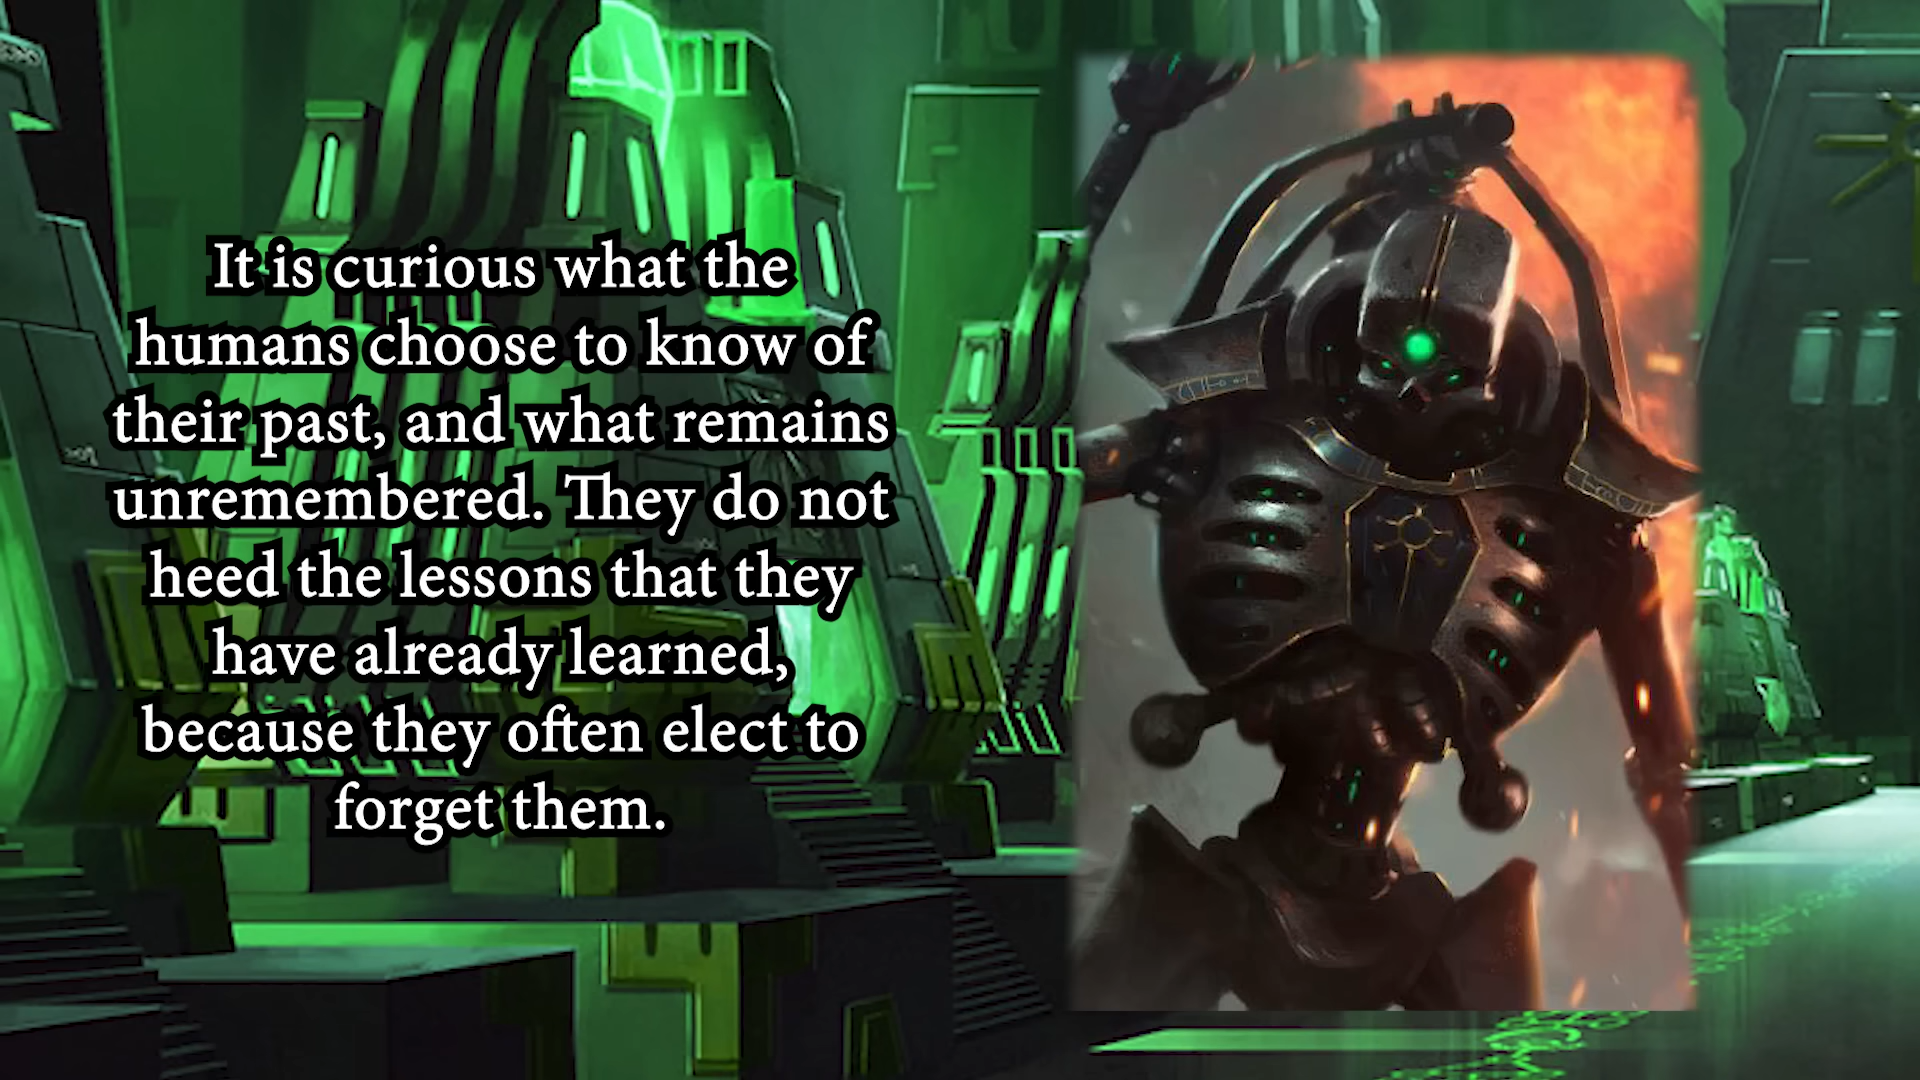 It is curious what the
humans choose to know of
their past, and what remains
unremembered. They do not
heed the lessons that they
have already learned,
because they often elect to
forget them.